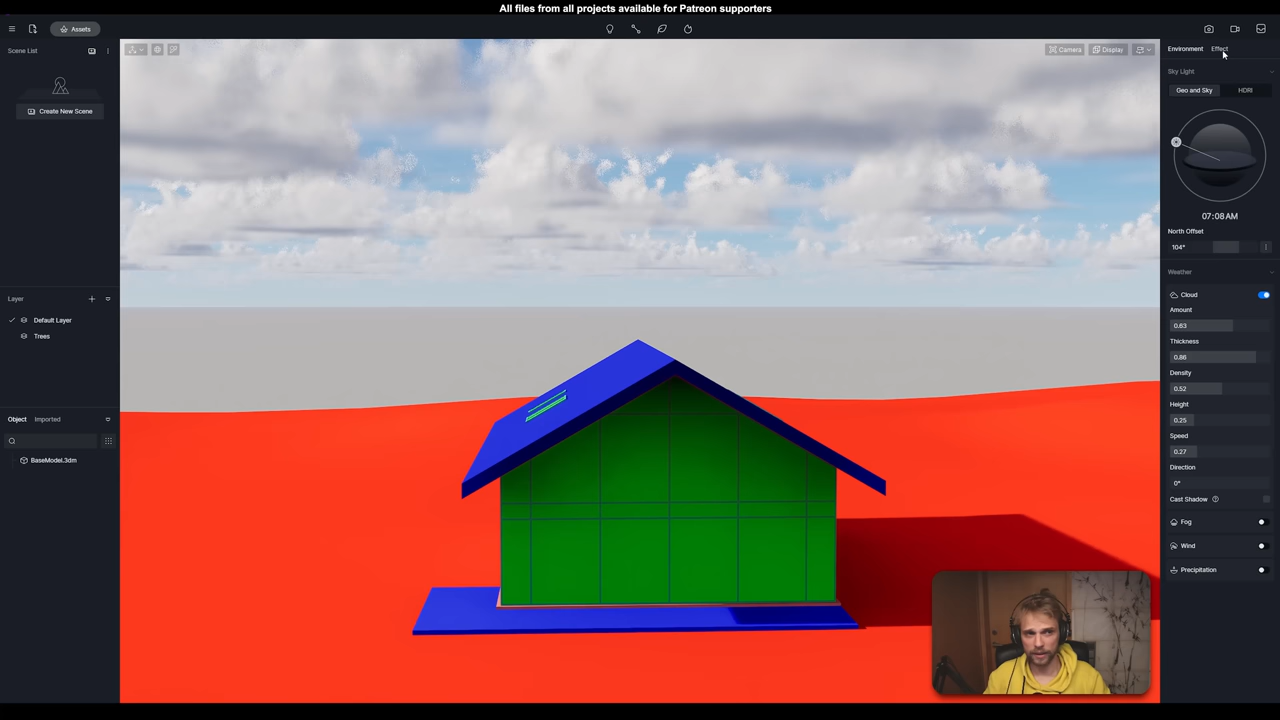 All files from all projects available for Patreon supporters
Assets
Scene List
Create New Scene
Layer
Default Layer
Trees
Object Imported
BaseModel.3dm
Camera Display
Environment Effect
Sky Light
Geo and Sky HDRI
07:08 AM
North Offset
104°
Weather
Cloud
Amount
0.63
Thickness
0.86
Density
0.52
Height
0.25
Speed
0.27
Direction
0°
Cast Shadow
Fog
Wind
Precipitation